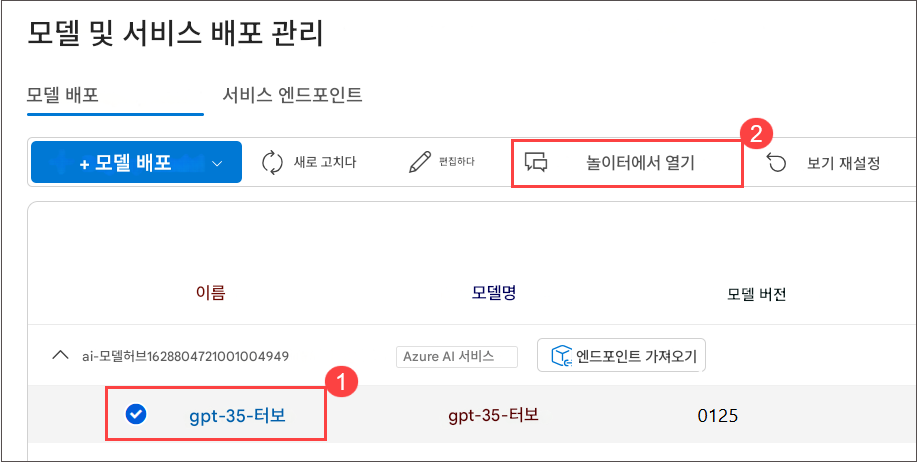 모델 및 서비스 배포 관리
모델 배포 서비스 엔드포인트
+ 모델 배포 새로 고치다 편집하다 놀이터에서 열기 2 보기 재설정
이름 모델명 모델 버전
ai-모델허브1628804721001004949 Azure AI 서비스 엔드포인트 가져오기
1
gpt-35-터보 gpt-35-터보 0125